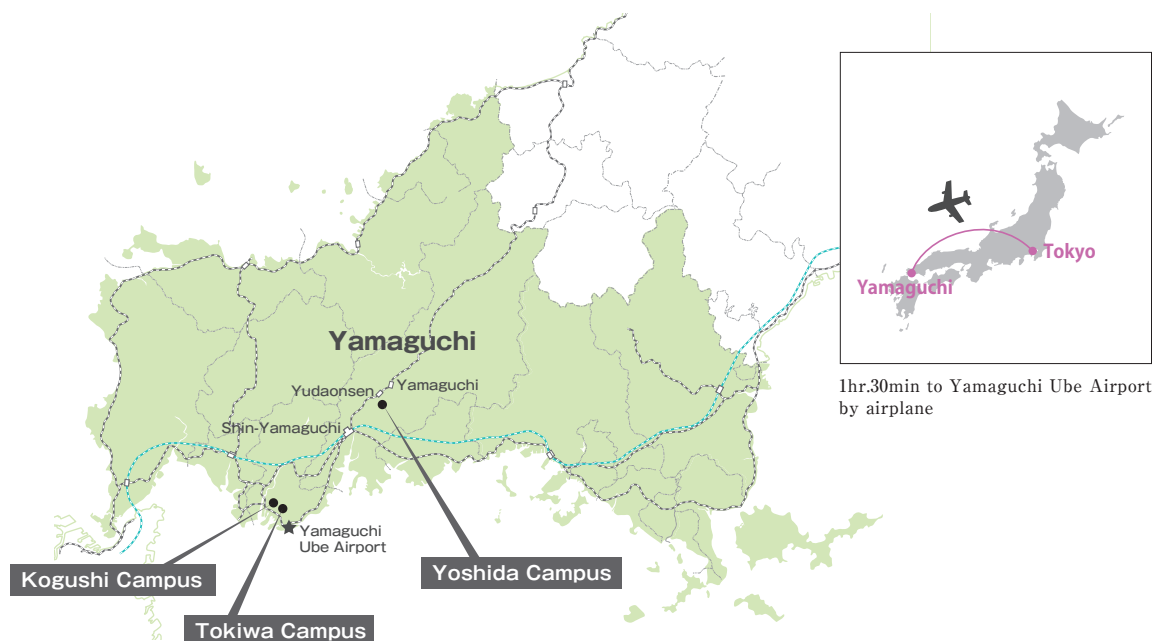 Yamaguchi
Yudaonsen
Yamaguchi
Shin-Yamaguchi
Yamaguchi
Ube Airport
Kogushi Campus
Tokiwa Campus
Yoshida Campus
Tokyo
Yamaguchi
1hr.30min to Yamaguchi Ube Airport
by airplane